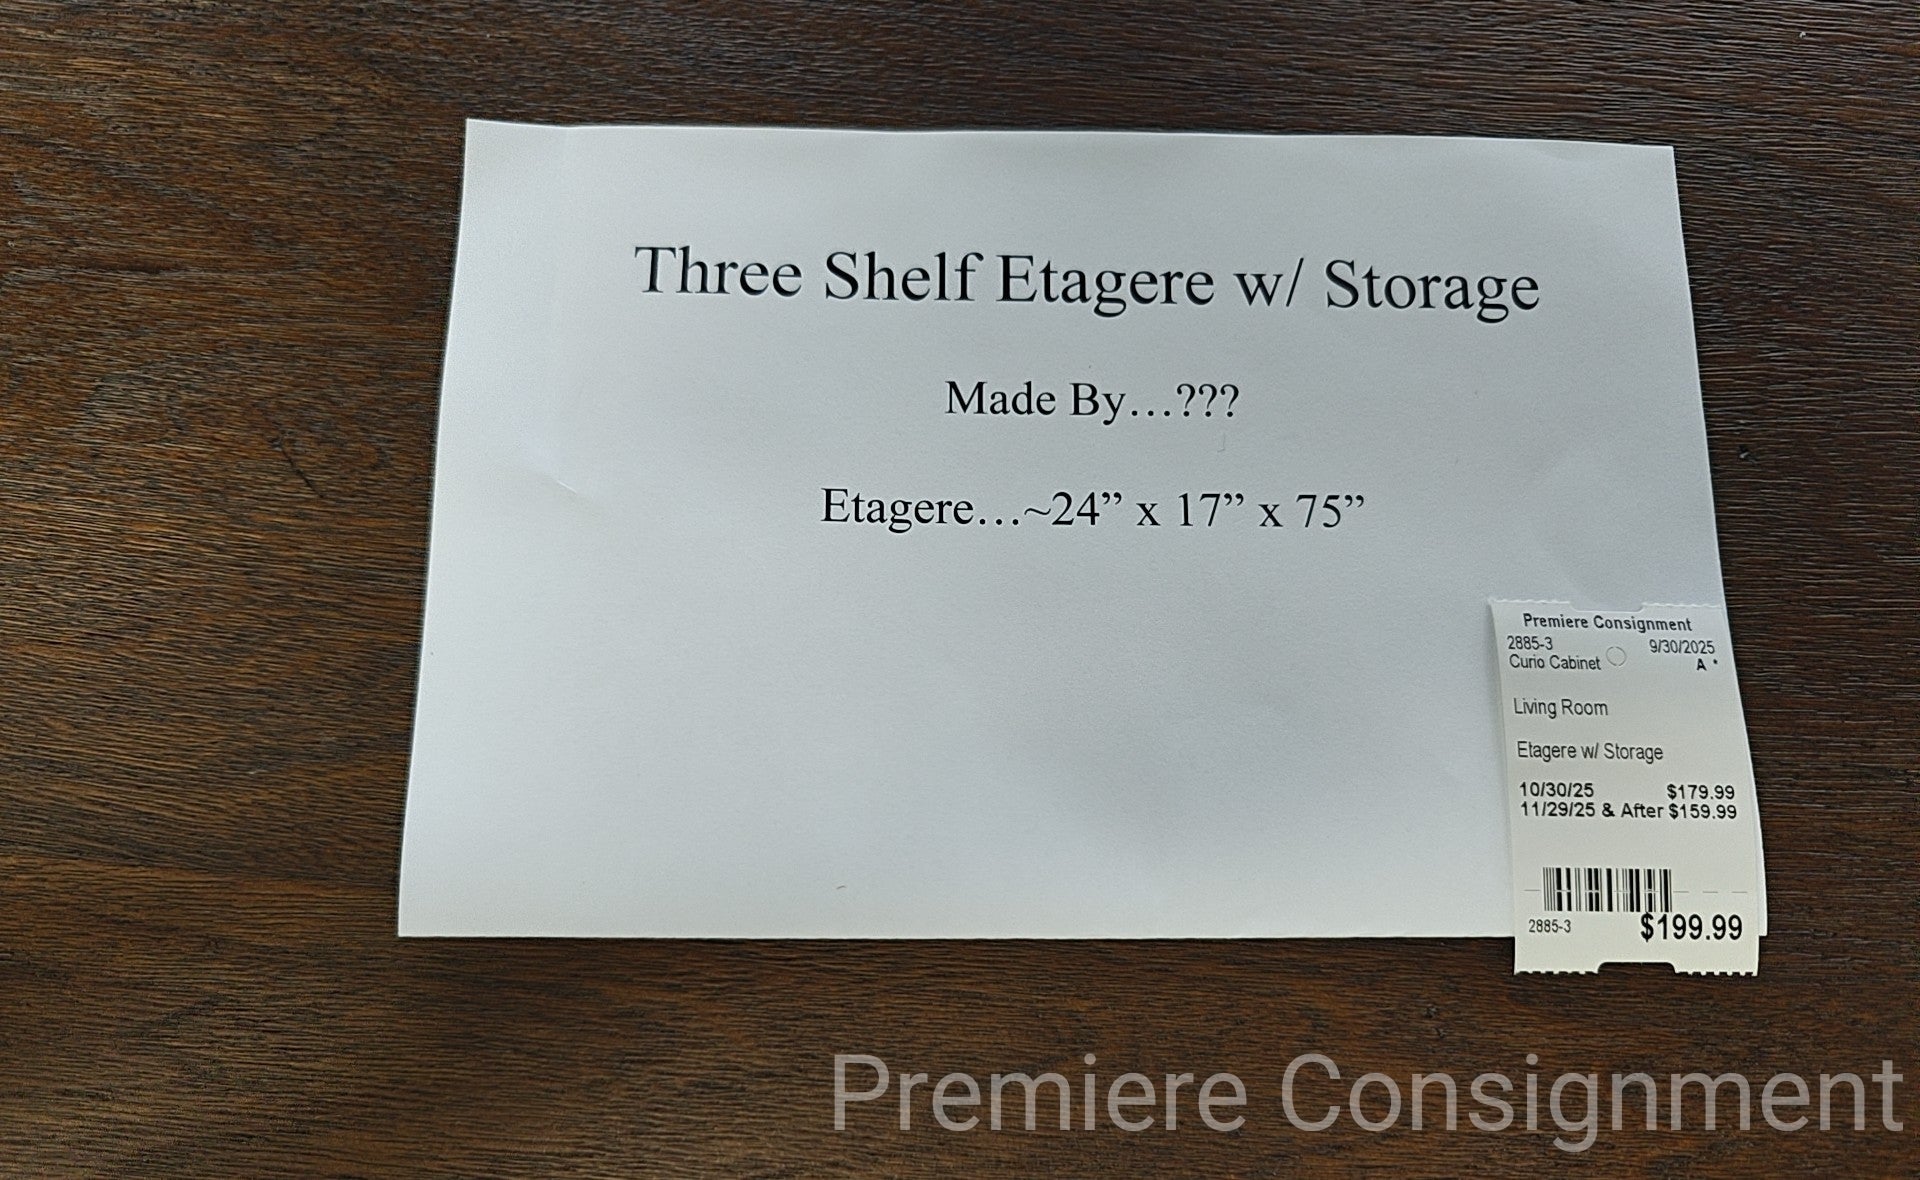 Three Shelf Etagere w/ Storage
Made By…???
Etagere…~24” x 17” x 75”
Premiere Consignment
2885-3 9/30/2025
Curio Cabinet A *
Living Room
Etagere w/ Storage
10/30/25 $179.99
11/29/25 & After $159.99
2885-3 $199.99
Premiere Consignment